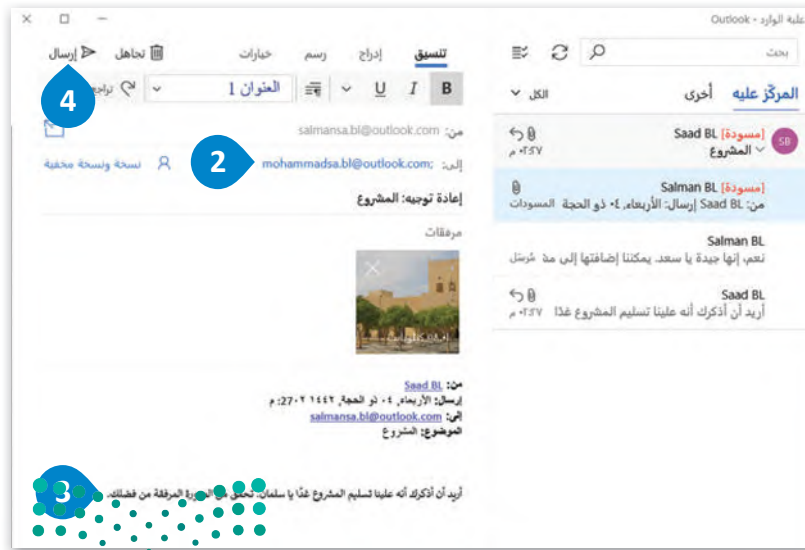 علبة الوارد - Outlook
بحث
المركّز عليه أخرى
الكل
SB
[مسودة] Saad BL
المشروع
٠٢:٢٧ م
[مسودة] Salman BL
من: Saad BL إرسال: الأربعاء, ٠٤ ذو الحجة المسودات
Salman BL
نعم، إنها جيدة يا سعد. يمكننا إضافتها إلى مذ مُرسَل
Saad BL
أريد أن أذكرك أنه علينا تسليم المشروع غدًا ٠٢:٢٧ م
تنسيق إدراج رسم خيارات
تجاهل إرسال
B I U العنوان 1
4
من: salmansa.bl@outlook.com
إلى: mohammadsa.bl@outlook.com;
2
نسخة ونسخة مخفية
إعادة توجيه: المشروع
مرفقات
من: Saad BL
إرسال: الأربعاء, ٠٤ ذو الحجة, ١٤٤٢ ٠٢:27 م
إلى: salmansa.bl@outlook.com
الموضوع: المشروع
أريد أن أذكرك أنه علينا تسليم المشروع غدًا يا سلمان. تحقق من الصورة المرفقة من فضلك.
3